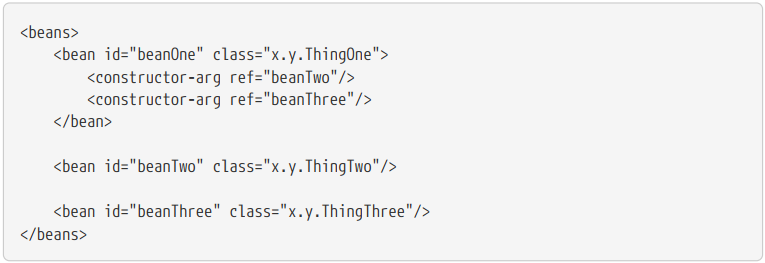 <beans>
    <bean id="beanOne" class="x.y.ThingOne">
        <constructor-arg ref="beanTwo"/>
        <constructor-arg ref="beanThree"/>
    </bean>

    <bean id="beanTwo" class="x.y.ThingTwo"/>

    <bean id="beanThree" class="x.y.ThingThree"/>
</beans>